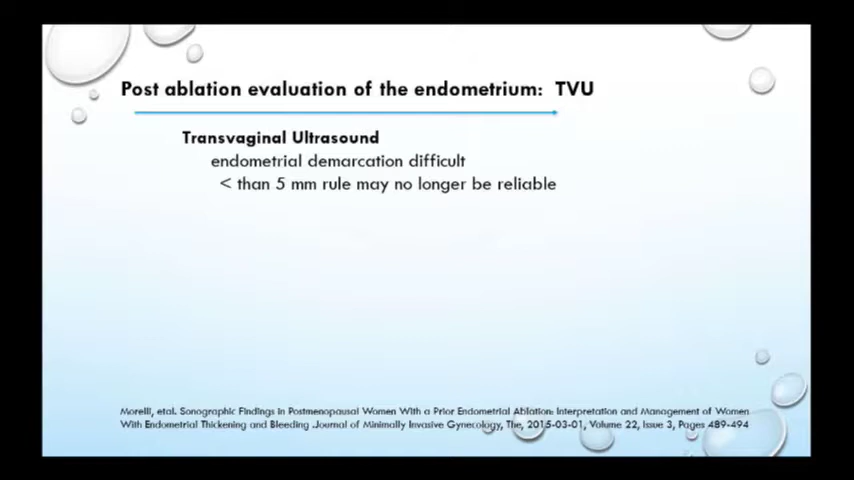 Post ablation evaluation of the endometrium: TVU
Transvaginal Ultrasound
endometrial demarcation difficult
< than 5 mm rule may no longer be reliable
Morelli, etal. Sonographic Findings in Postmenopausal Women With a Prior Endometrial Ablation: Interpretation and Management of Women
With Endometrial Thickening and Bleeding .Journal of Minimally Invasive Gynecology, The, 2015-03-01, Volume 22, Issue 3, Pages 489-494